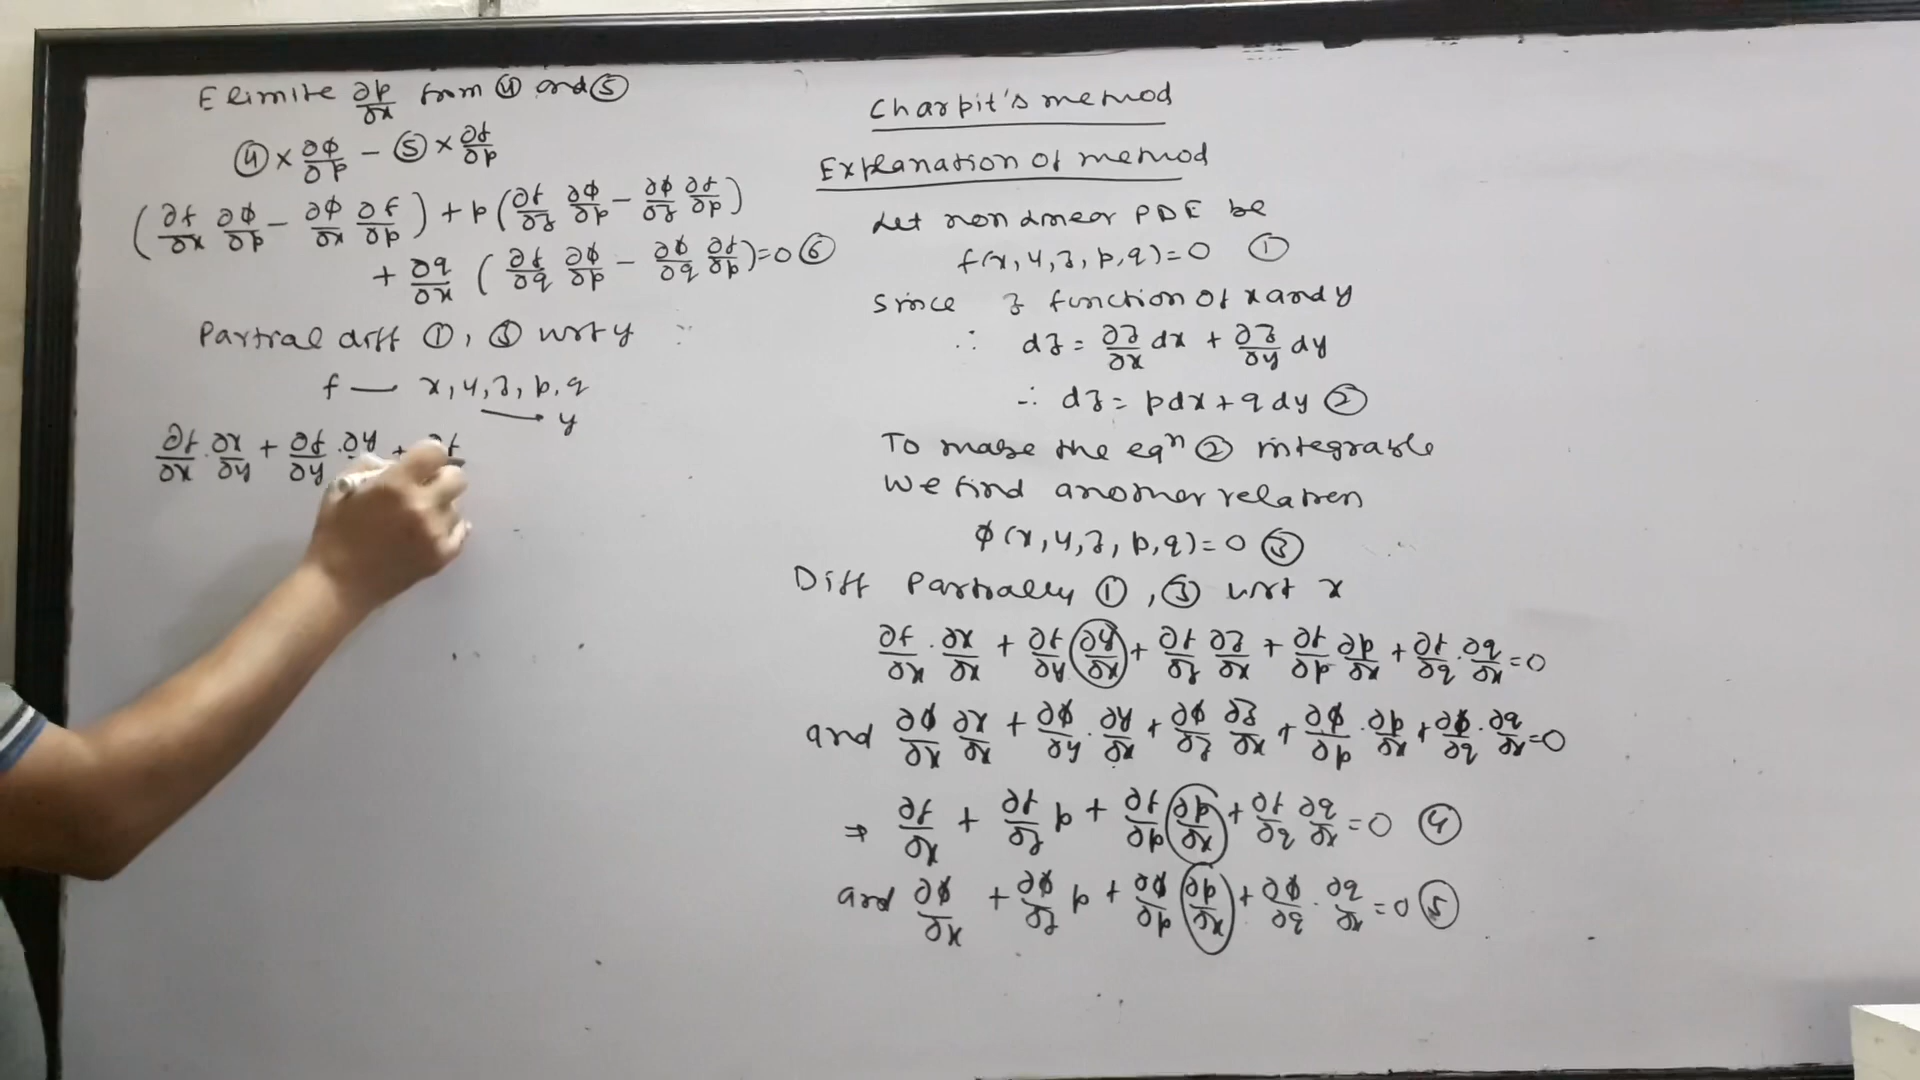 Charpit's method
Explanation of method
Let non linear PDE be
f(x, y, z, p, q) = 0 ①
Since z function of x and y
∴ dz = ∂z/∂x dx + ∂z/∂y dy
∴ dz = pdx + q dy ②
To make the eqⁿ ② integrable
We find another relation
ϕ(x, y, z, p, q) = 0 ③
Diff Partially ①, ③ wrt x
∂f/∂x · ∂x/∂x + ∂f/∂y ∂y/∂x + ∂f/∂z ∂z/∂x + ∂f/∂p ∂p/∂x + ∂f/∂q · ∂q/∂x = 0
and ∂ϕ/∂x ∂x/∂x + ∂ϕ/∂y · ∂y/∂x + ∂ϕ/∂z ∂z/∂x + ∂ϕ/∂p · ∂p/∂x + ∂ϕ/∂q · ∂q/∂x = 0
⇒ ∂f/∂x + ∂f/∂z p + ∂f/∂p ∂p/∂x + ∂f/∂q ∂q/∂x = 0 ④
and ∂ϕ/∂x + ∂ϕ/∂z p + ∂ϕ/∂p ∂p/∂x + ∂ϕ/∂q · ∂q/∂x = 0 ⑤
Elimite ∂p/∂x from ④ and ⑤
④ × ∂ϕ/∂p − ⑤ × ∂f/∂p
(∂f/∂x ∂ϕ/∂p − ∂ϕ/∂x ∂f/∂p) + p (∂f/∂z ∂ϕ/∂p − ∂ϕ/∂z ∂f/∂p)
+ ∂q/∂x (∂f/∂q ∂ϕ/∂p − ∂ϕ/∂q ∂f/∂p) = 0 ⑥
Partial diff ①, ③ wrt y
f — x, y, z, p, q
→ y
∂f/∂x · ∂x/∂y + ∂f/∂y · ∂y + ∂f